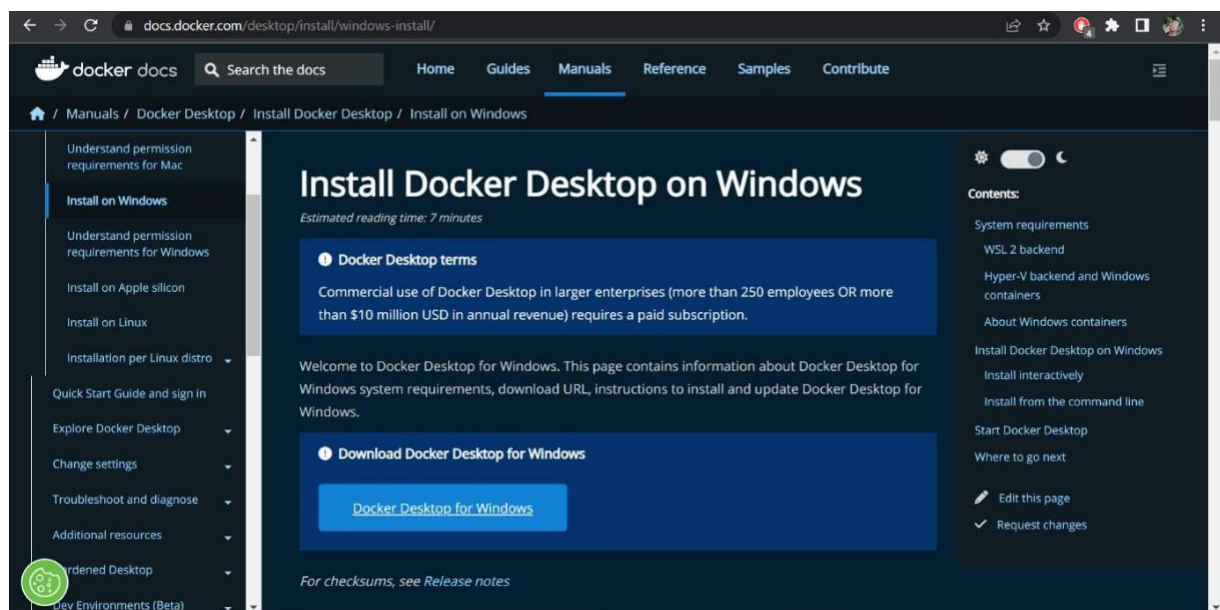 docs.docker.com/desktop/install/windows-install/
4
docker docs
Search the docs
Home
Guides
Manuals
Reference
Samples
Contribute
/ Manuals / Docker Desktop / Install Docker Desktop / Install on Windows
Understand permission
requirements for Mac
Install on Windows
Understand permission
requirements for Windows
Install on Apple silicon
Install on Linux
Installation per Linux distro
Quick Start Guide and sign in
Explore Docker Desktop
Change settings
Troubleshoot and diagnose
Additional resources
rdened Desktop
Dev Environments (Beta)
Install Docker Desktop on Windows
Estimated reading time: 7 minutes
Docker Desktop terms
Commercial use of Docker Desktop in larger enterprises (more than 250 employees OR more
than $10 million USD in annual revenue) requires a paid subscription.
Welcome to Docker Desktop for Windows. This page contains information about Docker Desktop for
Windows system requirements, download URL, instructions to install and update Docker Desktop for
Windows.
Download Docker Desktop for Windows
Docker Desktop for Windows
For checksums, see Release notes
Contents:
System requirements
WSL 2 backend
Hyper-V backend and Windows
containers
About Windows containers
Install Docker Desktop on Windows
Install interactively
Install from the command line
Start Docker Desktop
Where to go next
Edit this page
Request changes